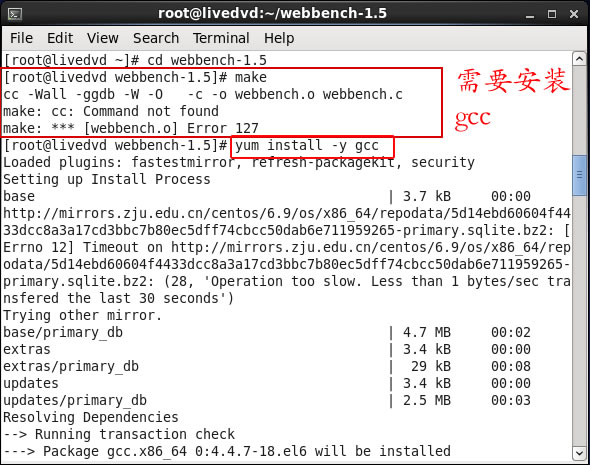 root@livedvd:~/webbench-1.5
File Edit View Search Terminal Help
[root@livedvd ~]# cd webbench-1.5
[root@livedvd webbench-1.5]# make
cc -Wall -ggdb -W -O   -c -o webbench.o webbench.c
make: cc: Command not found
make: *** [webbench.o] Error 127
需要安装
gcc
[root@livedvd webbench-1.5]# yum install -y gcc
Loaded plugins: fastestmirror, refresh-packagekit, security
Setting up Install Process
base | 3.7 kB 00:00
http://mirrors.zju.edu.cn/centos/6.9/os/x86_64/repodata/5d14ebd60604f44
33dcc8a3a17cd3bbc7b80ec5dff74cbcc50dab6e711959265-primary.sqlite.bz2: [
Errno 12] Timeout on http://mirrors.zju.edu.cn/centos/6.9/os/x86_64/rep
odata/5d14ebd60604f4433dcc8a3a17cd3bbc7b80ec5dff74cbcc50dab6e711959265-
primary.sqlite.bz2: (28, 'Operation too slow. Less than 1 bytes/sec tra
nsfered the last 30 seconds')
Trying other mirror.
base/primary_db | 4.7 MB 00:02
extras | 3.4 kB 00:00
extras/primary_db | 29 kB 00:08
updates | 3.4 kB 00:00
updates/primary_db | 2.5 MB 00:03
Resolving Dependencies
--> Running transaction check
---> Package gcc.x86_64 0:4.4.7-18.el6 will be installed